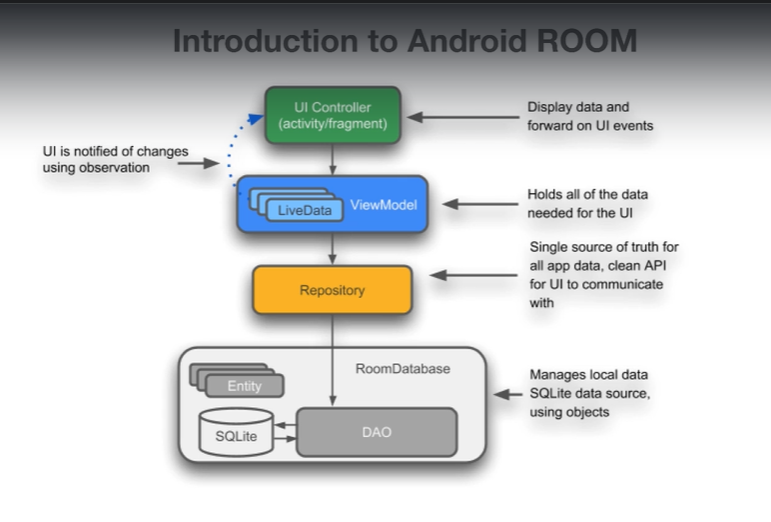 Introduction to Android ROOM
UI Controller
(activity/fragment)
Display data and
forward on UI events
UI is notified of changes
using observation
LiveData
ViewModel
Holds all of the data
needed for the UI
Repository
Single source of truth for
all app data, clean API
for UI to communicate
with
RoomDatabase
Entity
SQLite
DAO
Manages local data
SQLite data source,
using objects